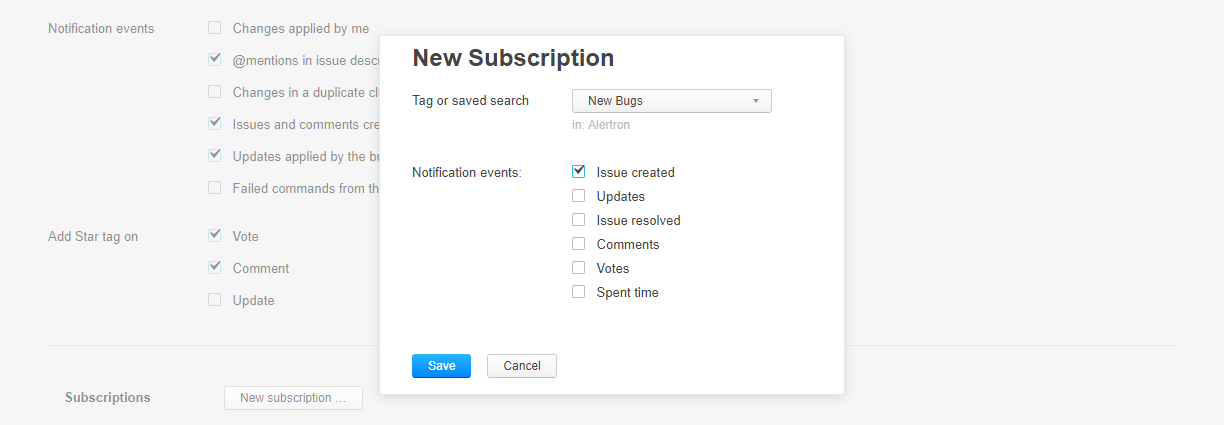 Notification events
Changes applied by me
@mentions in issue descr
Changes in a duplicate cl
Issues and comments cre
Updates applied by the bu
Failed commands from th
Add Star tag on
Vote
Comment
Update
Subscriptions
New subscription ...
New Subscription
Tag or saved search
New Bugs
in: Alertron
Notification events:
Issue created
Updates
Issue resolved
Comments
Votes
Spent time
Save
Cancel